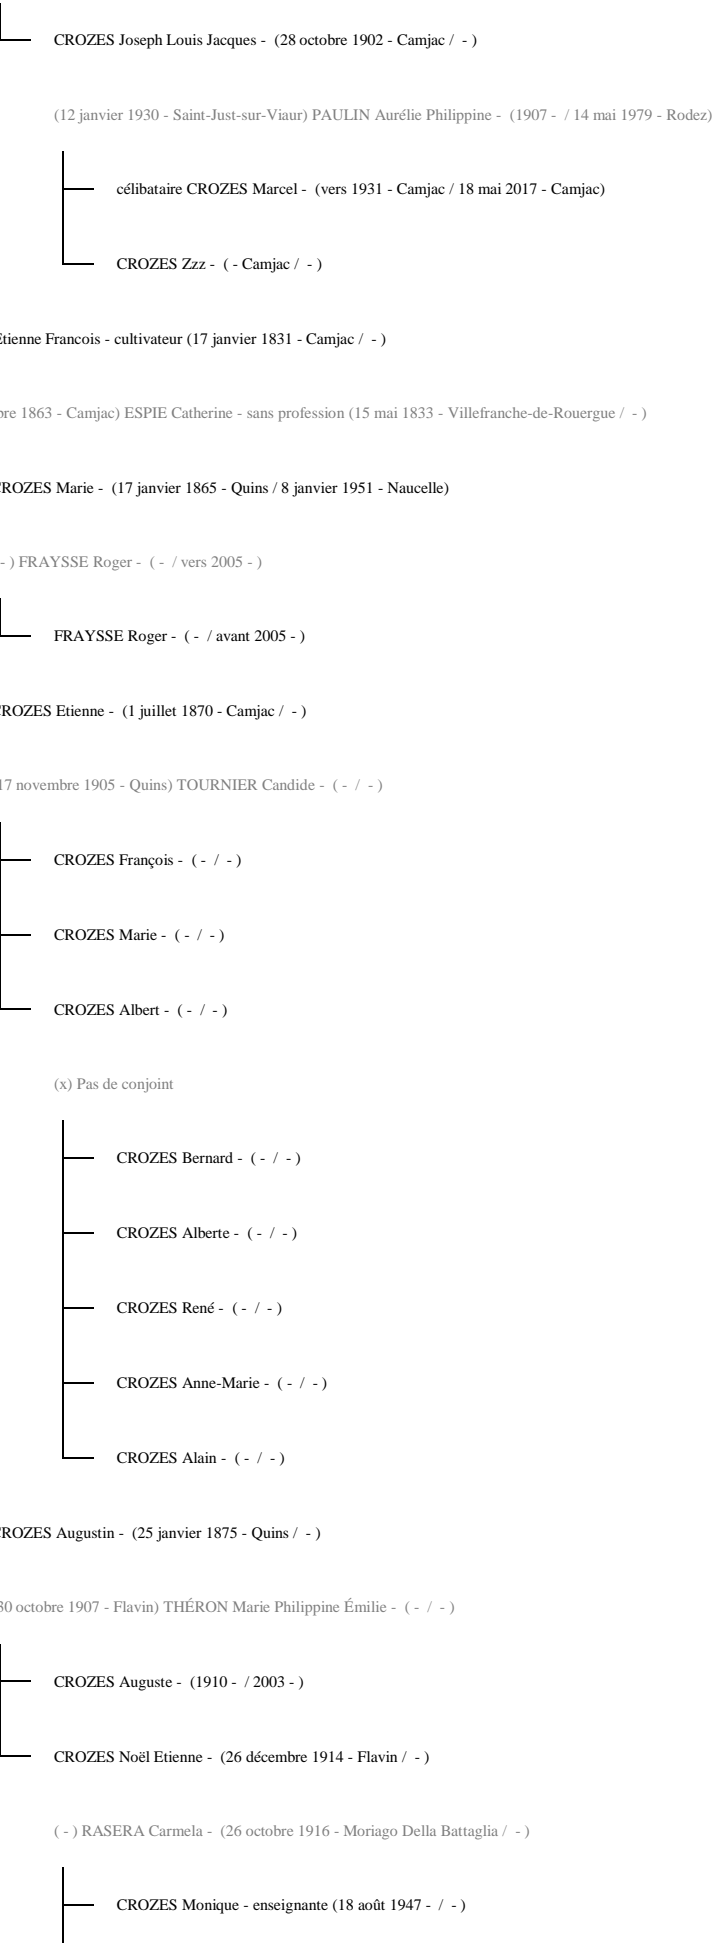 CROZES Joseph Louis Jacques -  (28 octobre 1902 - Camjac /  - )
(12 janvier 1930 - Saint-Just-sur-Viaur) PAULIN Aurélie Philippine -  (1907 -  / 14 mai 1979 - Rodez)
célibataire CROZES Marcel -  (vers 1931 - Camjac / 18 mai 2017 - Camjac)
CROZES Zzz -  ( - Camjac /  - )
Etienne Francois - cultivateur (17 janvier 1831 - Camjac /  - )
bre 1863 - Camjac) ESPIE Catherine - sans profession (15 mai 1833 - Villefranche-de-Rouergue /  - )
CROZES Marie -  (17 janvier 1865 - Quins / 8 janvier 1951 - Naucelle)
- ) FRAYSSE Roger -  ( -  / vers 2005 - )
FRAYSSE Roger -  ( -  / avant 2005 - )
CROZES Etienne -  (1 juillet 1870 - Camjac /  - )
17 novembre 1905 - Quins) TOURNIER Candide -  ( -  /  - )
CROZES François -  ( -  /  - )
CROZES Marie -  ( -  /  - )
CROZES Albert -  ( -  /  - )
(x) Pas de conjoint
CROZES Bernard -  ( -  /  - )
CROZES Alberte -  ( -  /  - )
CROZES René -  ( -  /  - )
CROZES Anne-Marie -  ( -  /  - )
CROZES Alain -  ( -  /  - )
CROZES Augustin -  (25 janvier 1875 - Quins /  - )
30 octobre 1907 - Flavin) THÉRON Marie Philippine Émilie -  ( -  /  - )
CROZES Auguste -  (1910 -  / 2003 - )
CROZES Noël Etienne -  (26 décembre 1914 - Flavin /  - )
( - ) RASERA Carmela -  (26 octobre 1916 - Moriago Della Battaglia /  - )
CROZES Monique - enseignante (18 août 1947 -  /  - )